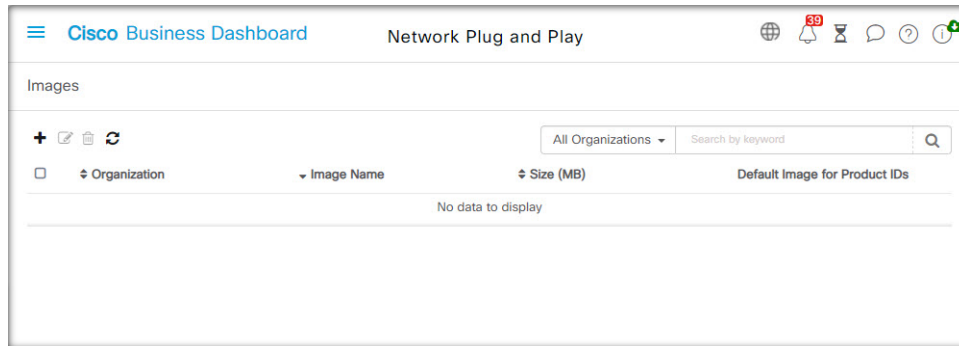 Cisco Business Dashboard Network Plug and Play 39
Images
All Organizations Search by keyword
Organization Image Name Size (MB) Default Image for Product IDs
No data to display